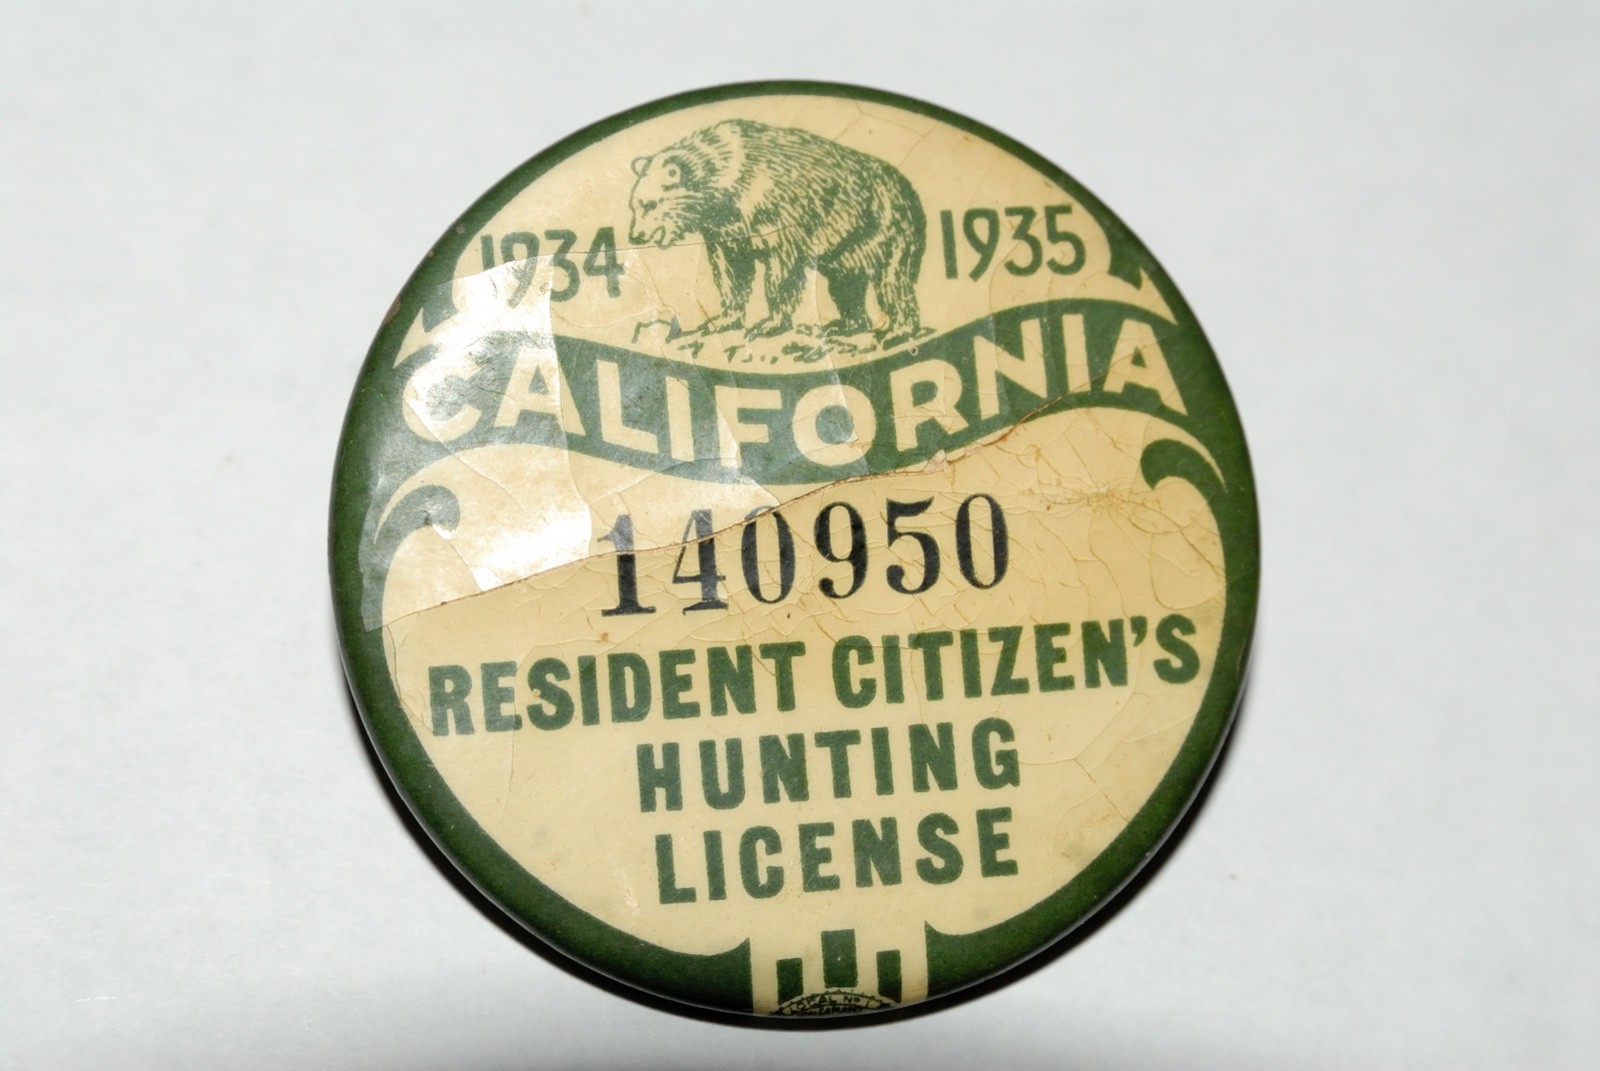 1934 1935
CALIFORNIA
140950
RESIDENT CITIZEN'S
HUNTING
LICENSE